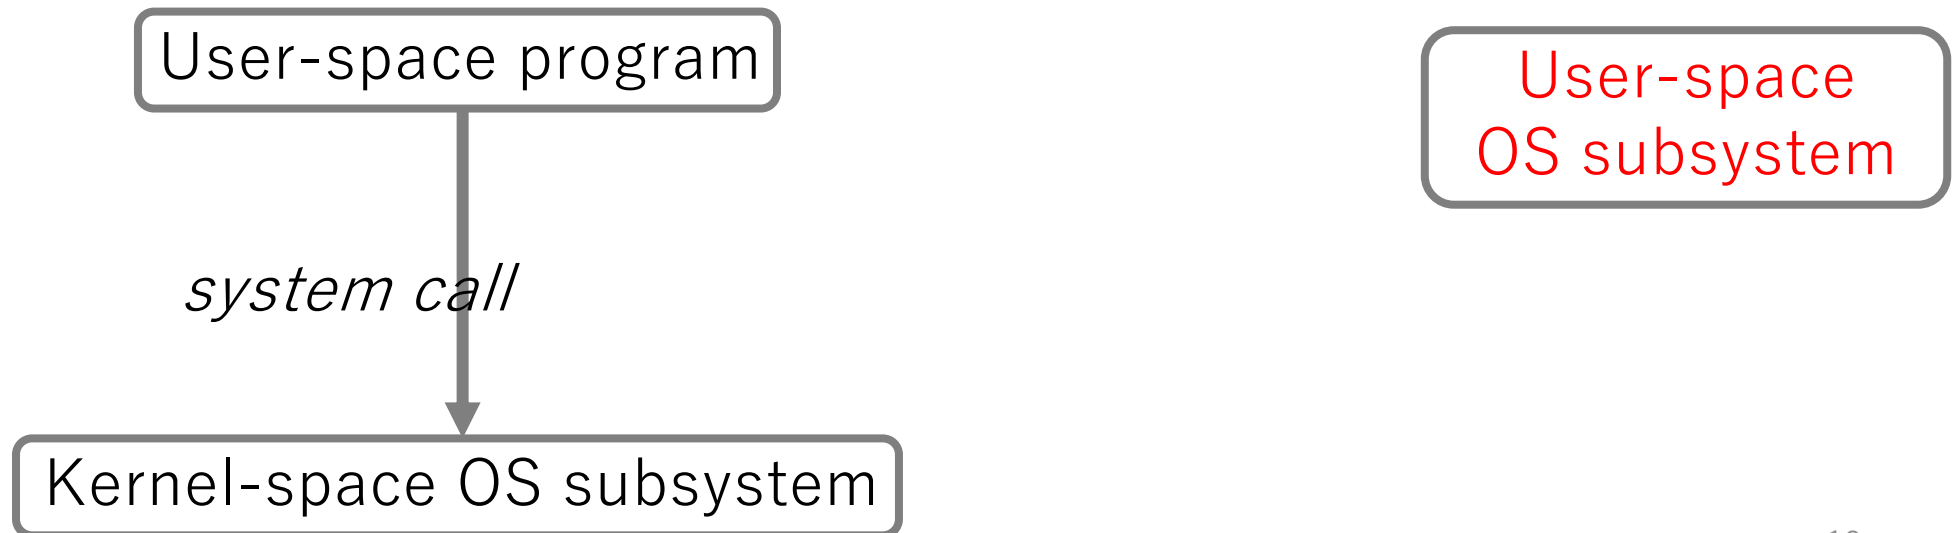 User-space program
User-space
OS subsystem
system call
Kernel-space OS subsystem